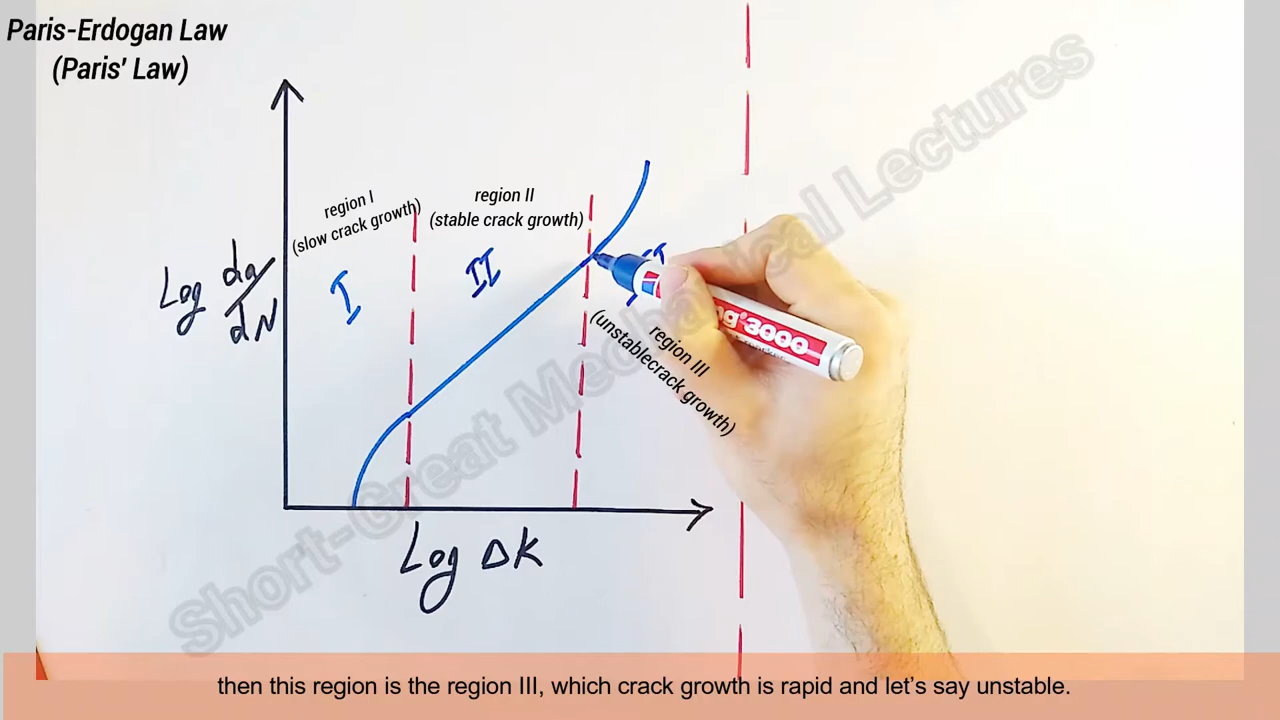 Paris-Erdogan Law
(Paris' Law)
region I
(slow crack growth)
region II
(stable crack growth)
I
II
Log da/dN
region III
(unstablecrack growth)
ng 3000
Log ΔK
Short-Great Mechanical Lectures
then this region is the region III, which crack growth is rapid and let's say unstable.